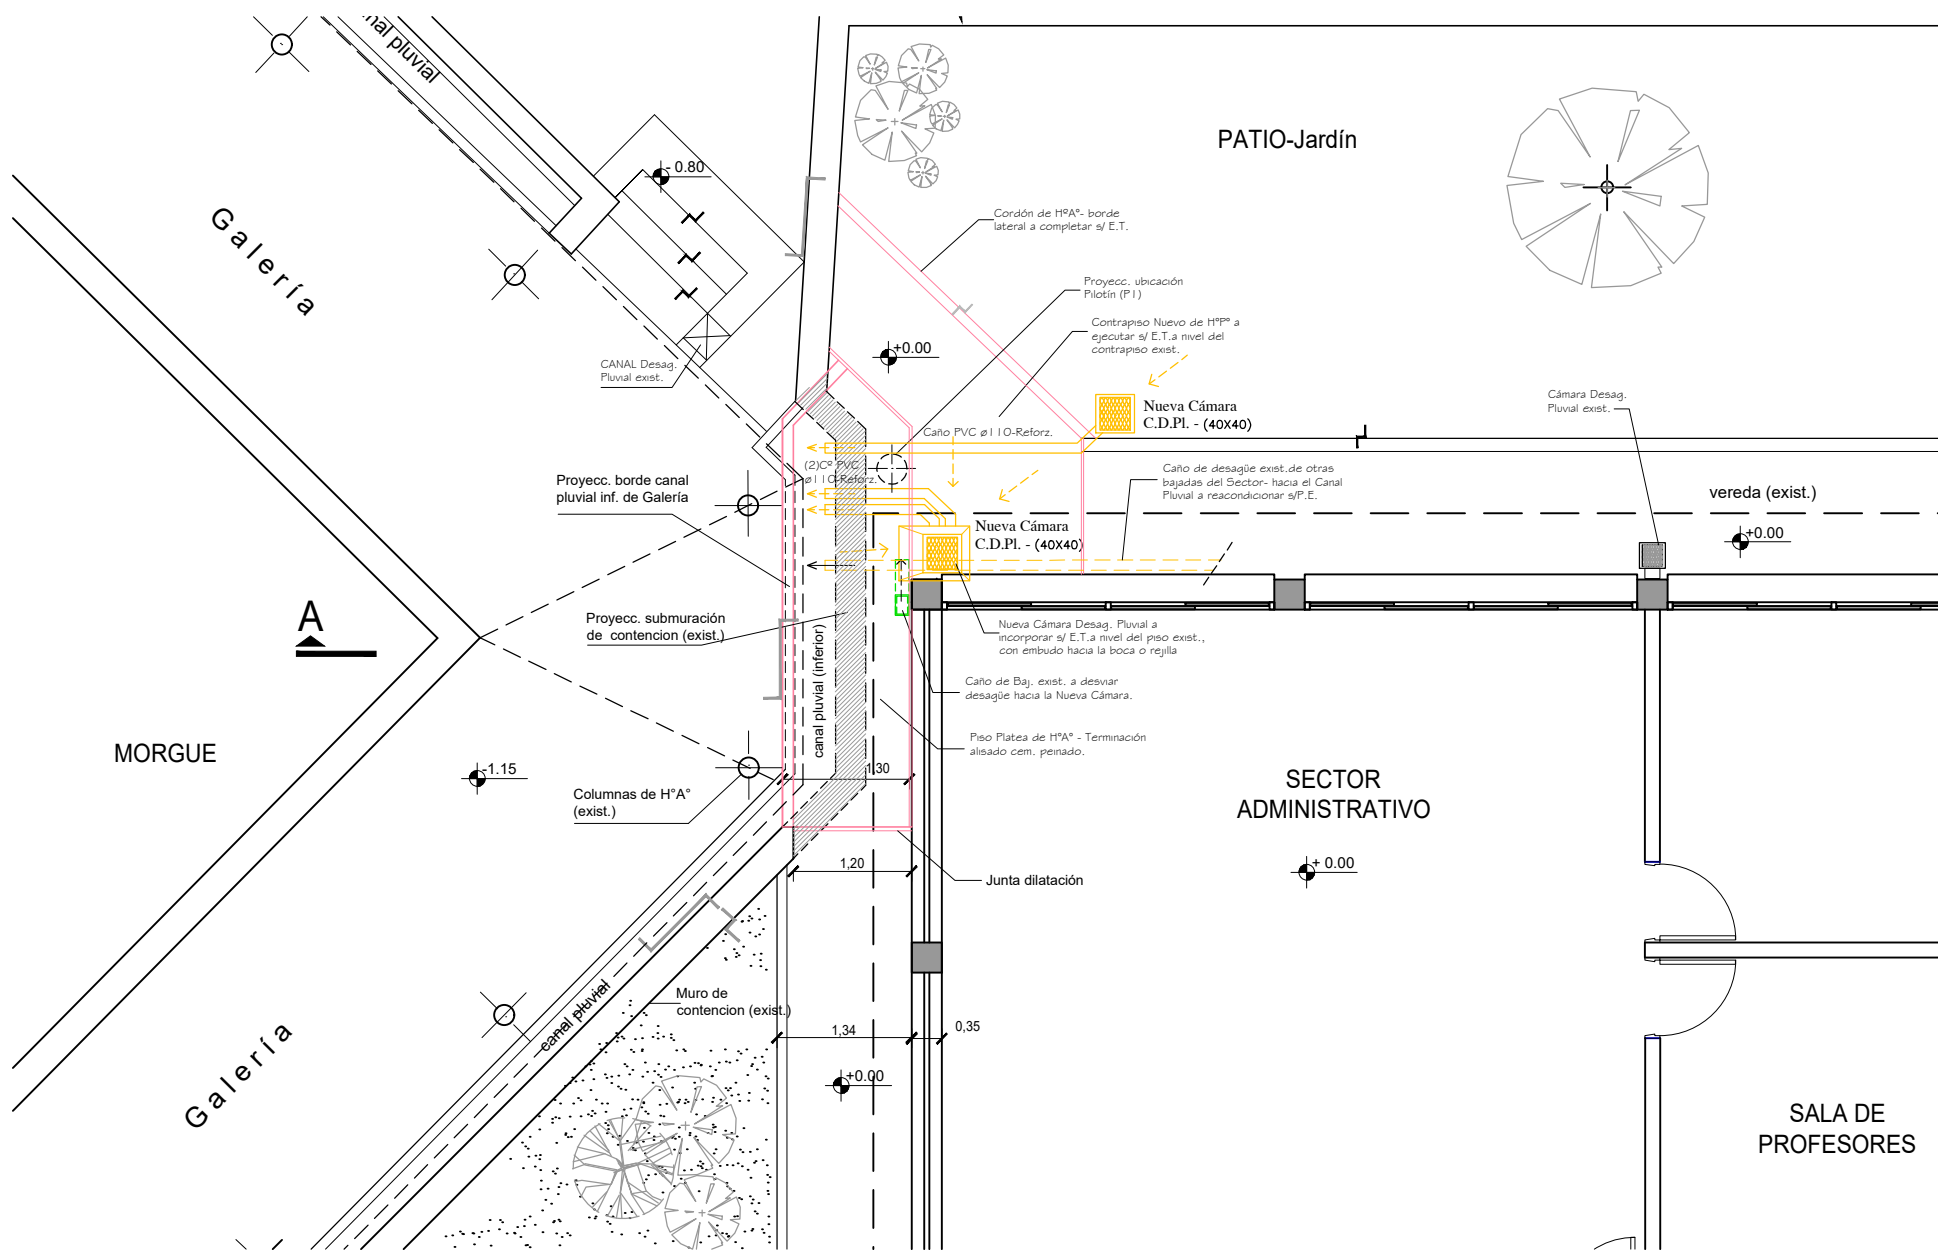 canal pluvial
PATIO-Jardín
- 0.80
Galería
Cordón de HºAº- borde
lateral a completar s/ E.T.
Proyecc. ubicación
Pilotín (P1)
Contrapiso Nuevo de HºPº a
ejecutar s/ E.T.a nivel del
contrapiso exist.
+0.00
CANAL Desag.
Pluvial exist.
Cámara Desag.
Pluvial exist.
Nueva Cámara
C.D.Pl. - (40X40)
Caño PVC ø110-Reforz.
(2)Cº PVC
ø110-Reforz.
Caño de desagüe exist.de otras
bajadas del Sector- hacia el Canal
Pluvial a reacondicionar s/P.E.
Proyecc. borde canal
pluvial inf. de Galería
vereda (exist.)
+0.00
Nueva Cámara
C.D.Pl. - (40X40)
A
Proyecc. submuración
de contencion (exist.)
canal pluvial (inferior)
Nueva Cámara Desag. Pluvial a
incorporar s/ E.T.a nivel del piso exist.,
con embudo hacia la boca o rejilla
Caño de Baj. exist. a desviar
desagüe hacia la Nueva Cámara.
Piso Platea de HºAº - Terminación
alisado cem. peinado.
MORGUE
-1.15
1,30
Columnas de H°A°
(exist.)
SECTOR
ADMINISTRATIVO
1,20
+ 0.00
Junta dilatación
Muro de
contencion (exist.)
canal pluvial
1,34
0,35
Galería
+0.00
SALA DE
PROFESORES